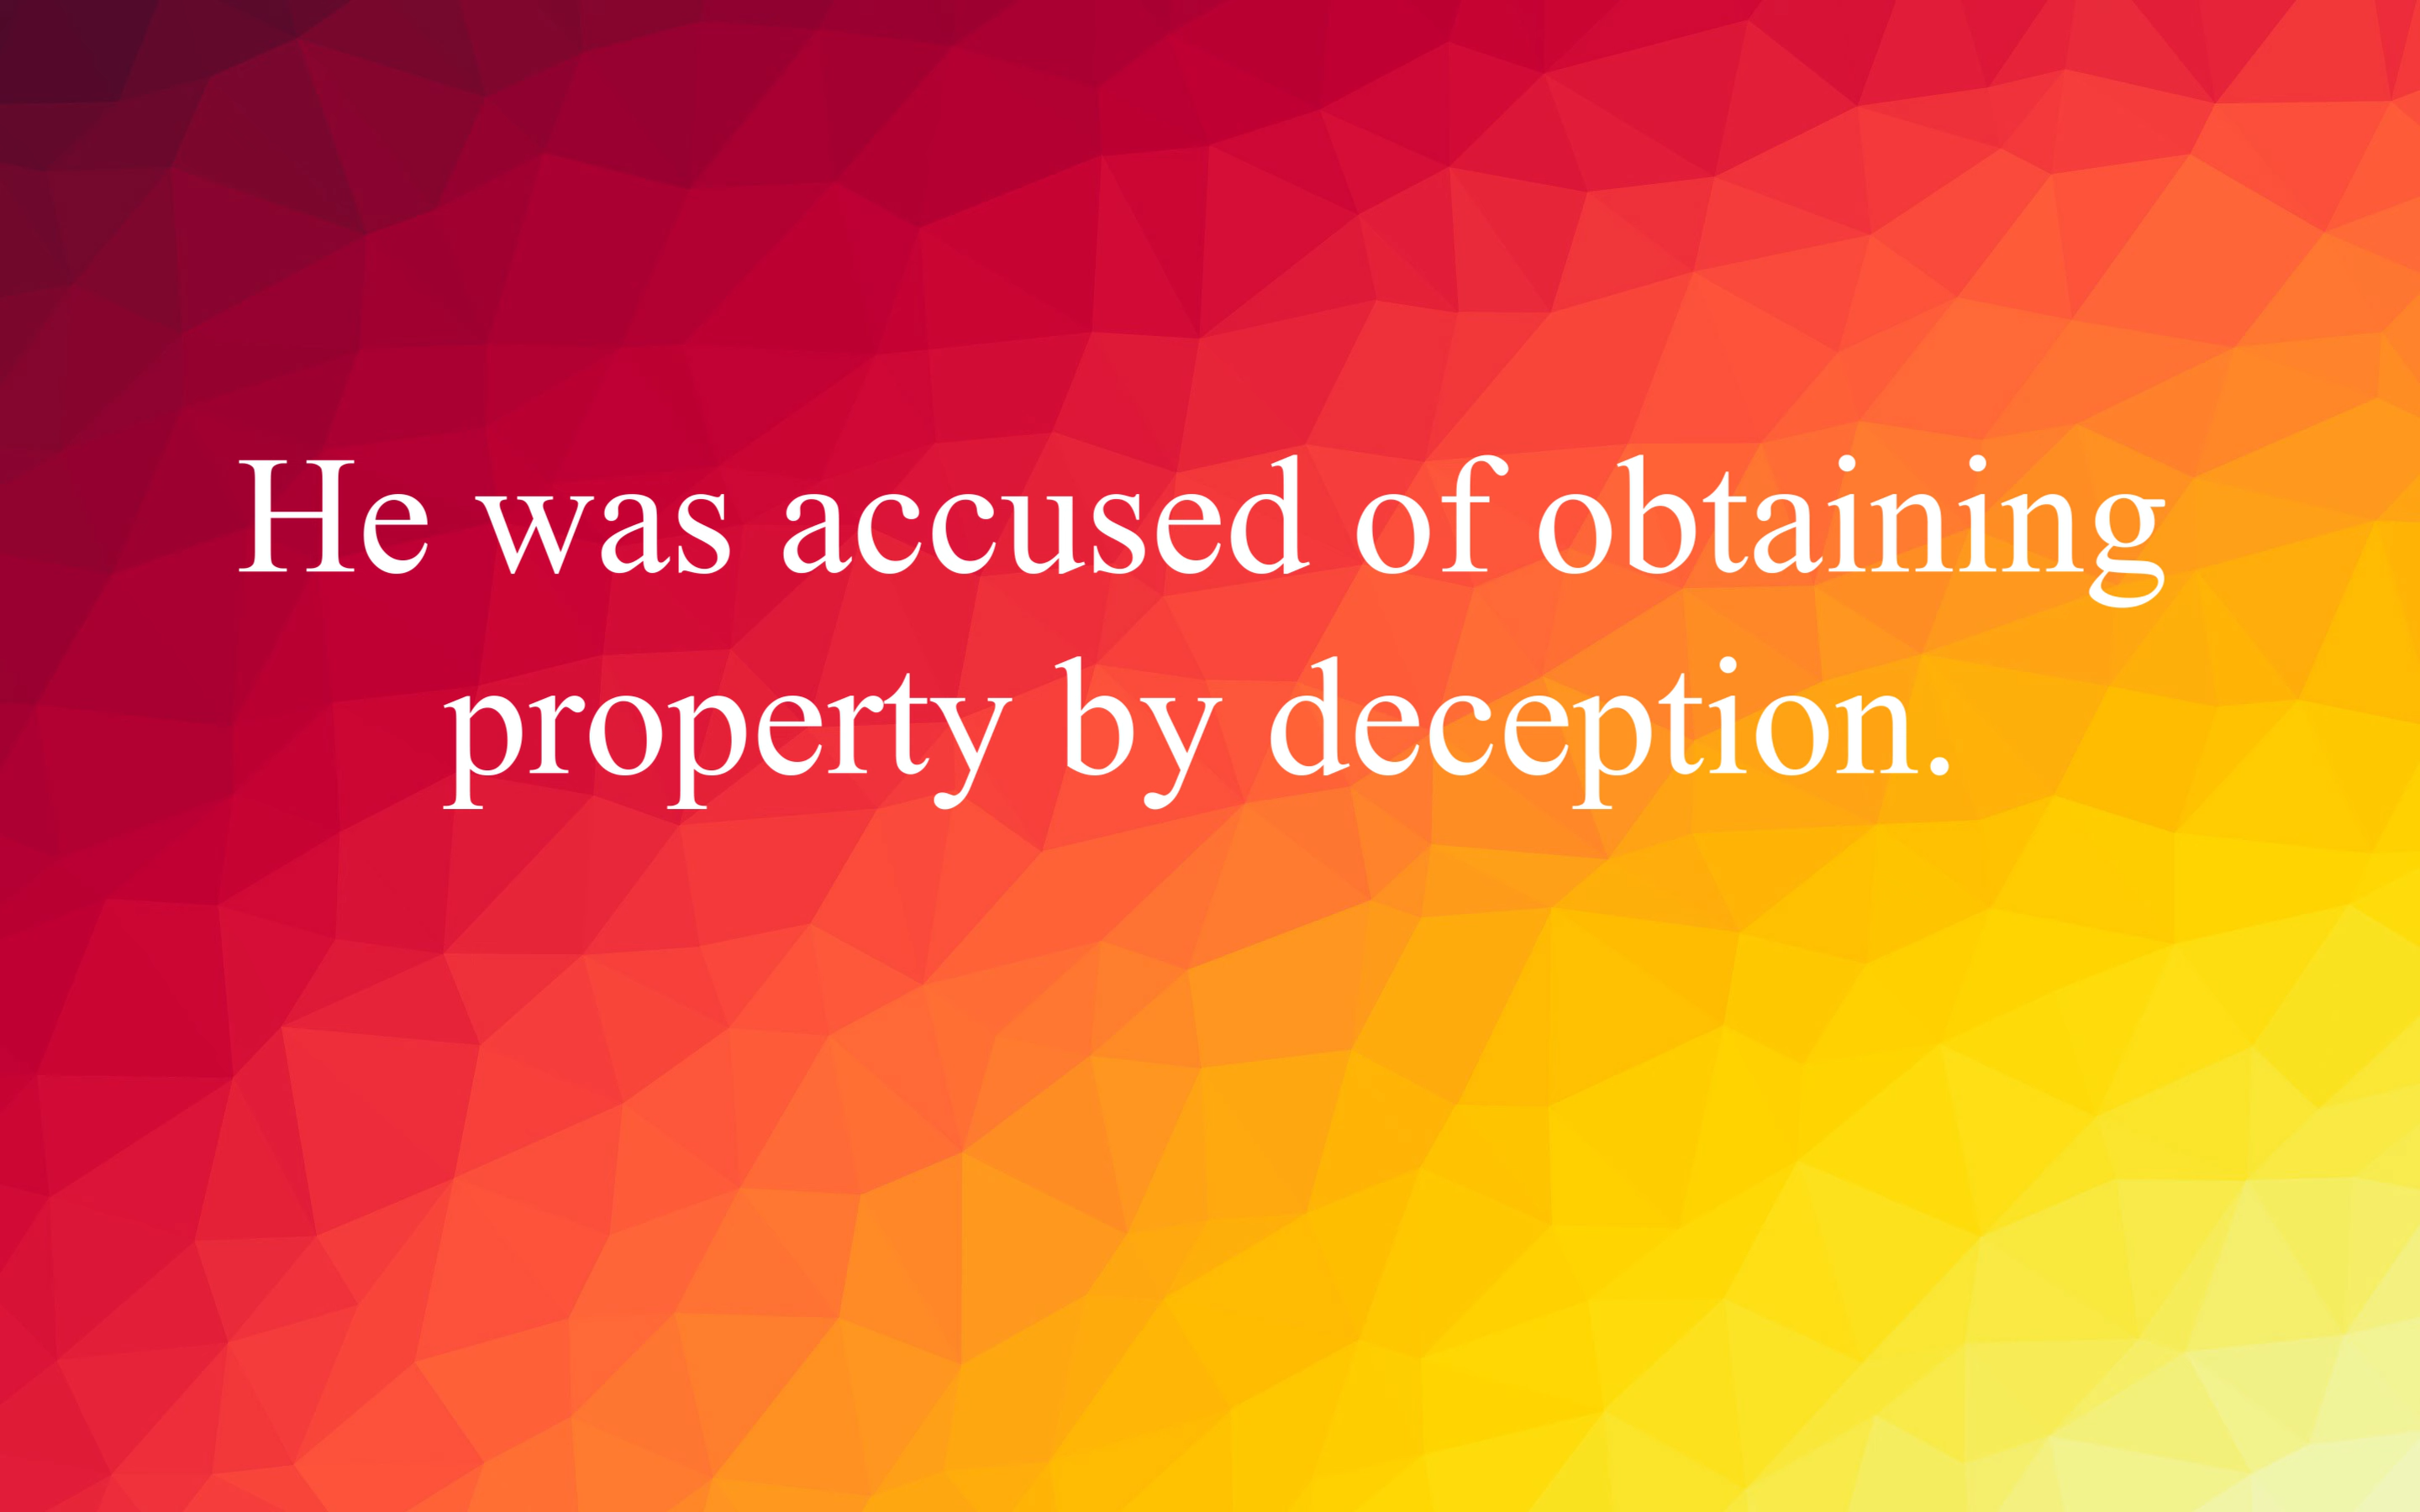 He was accused of obtaining
property by deception.